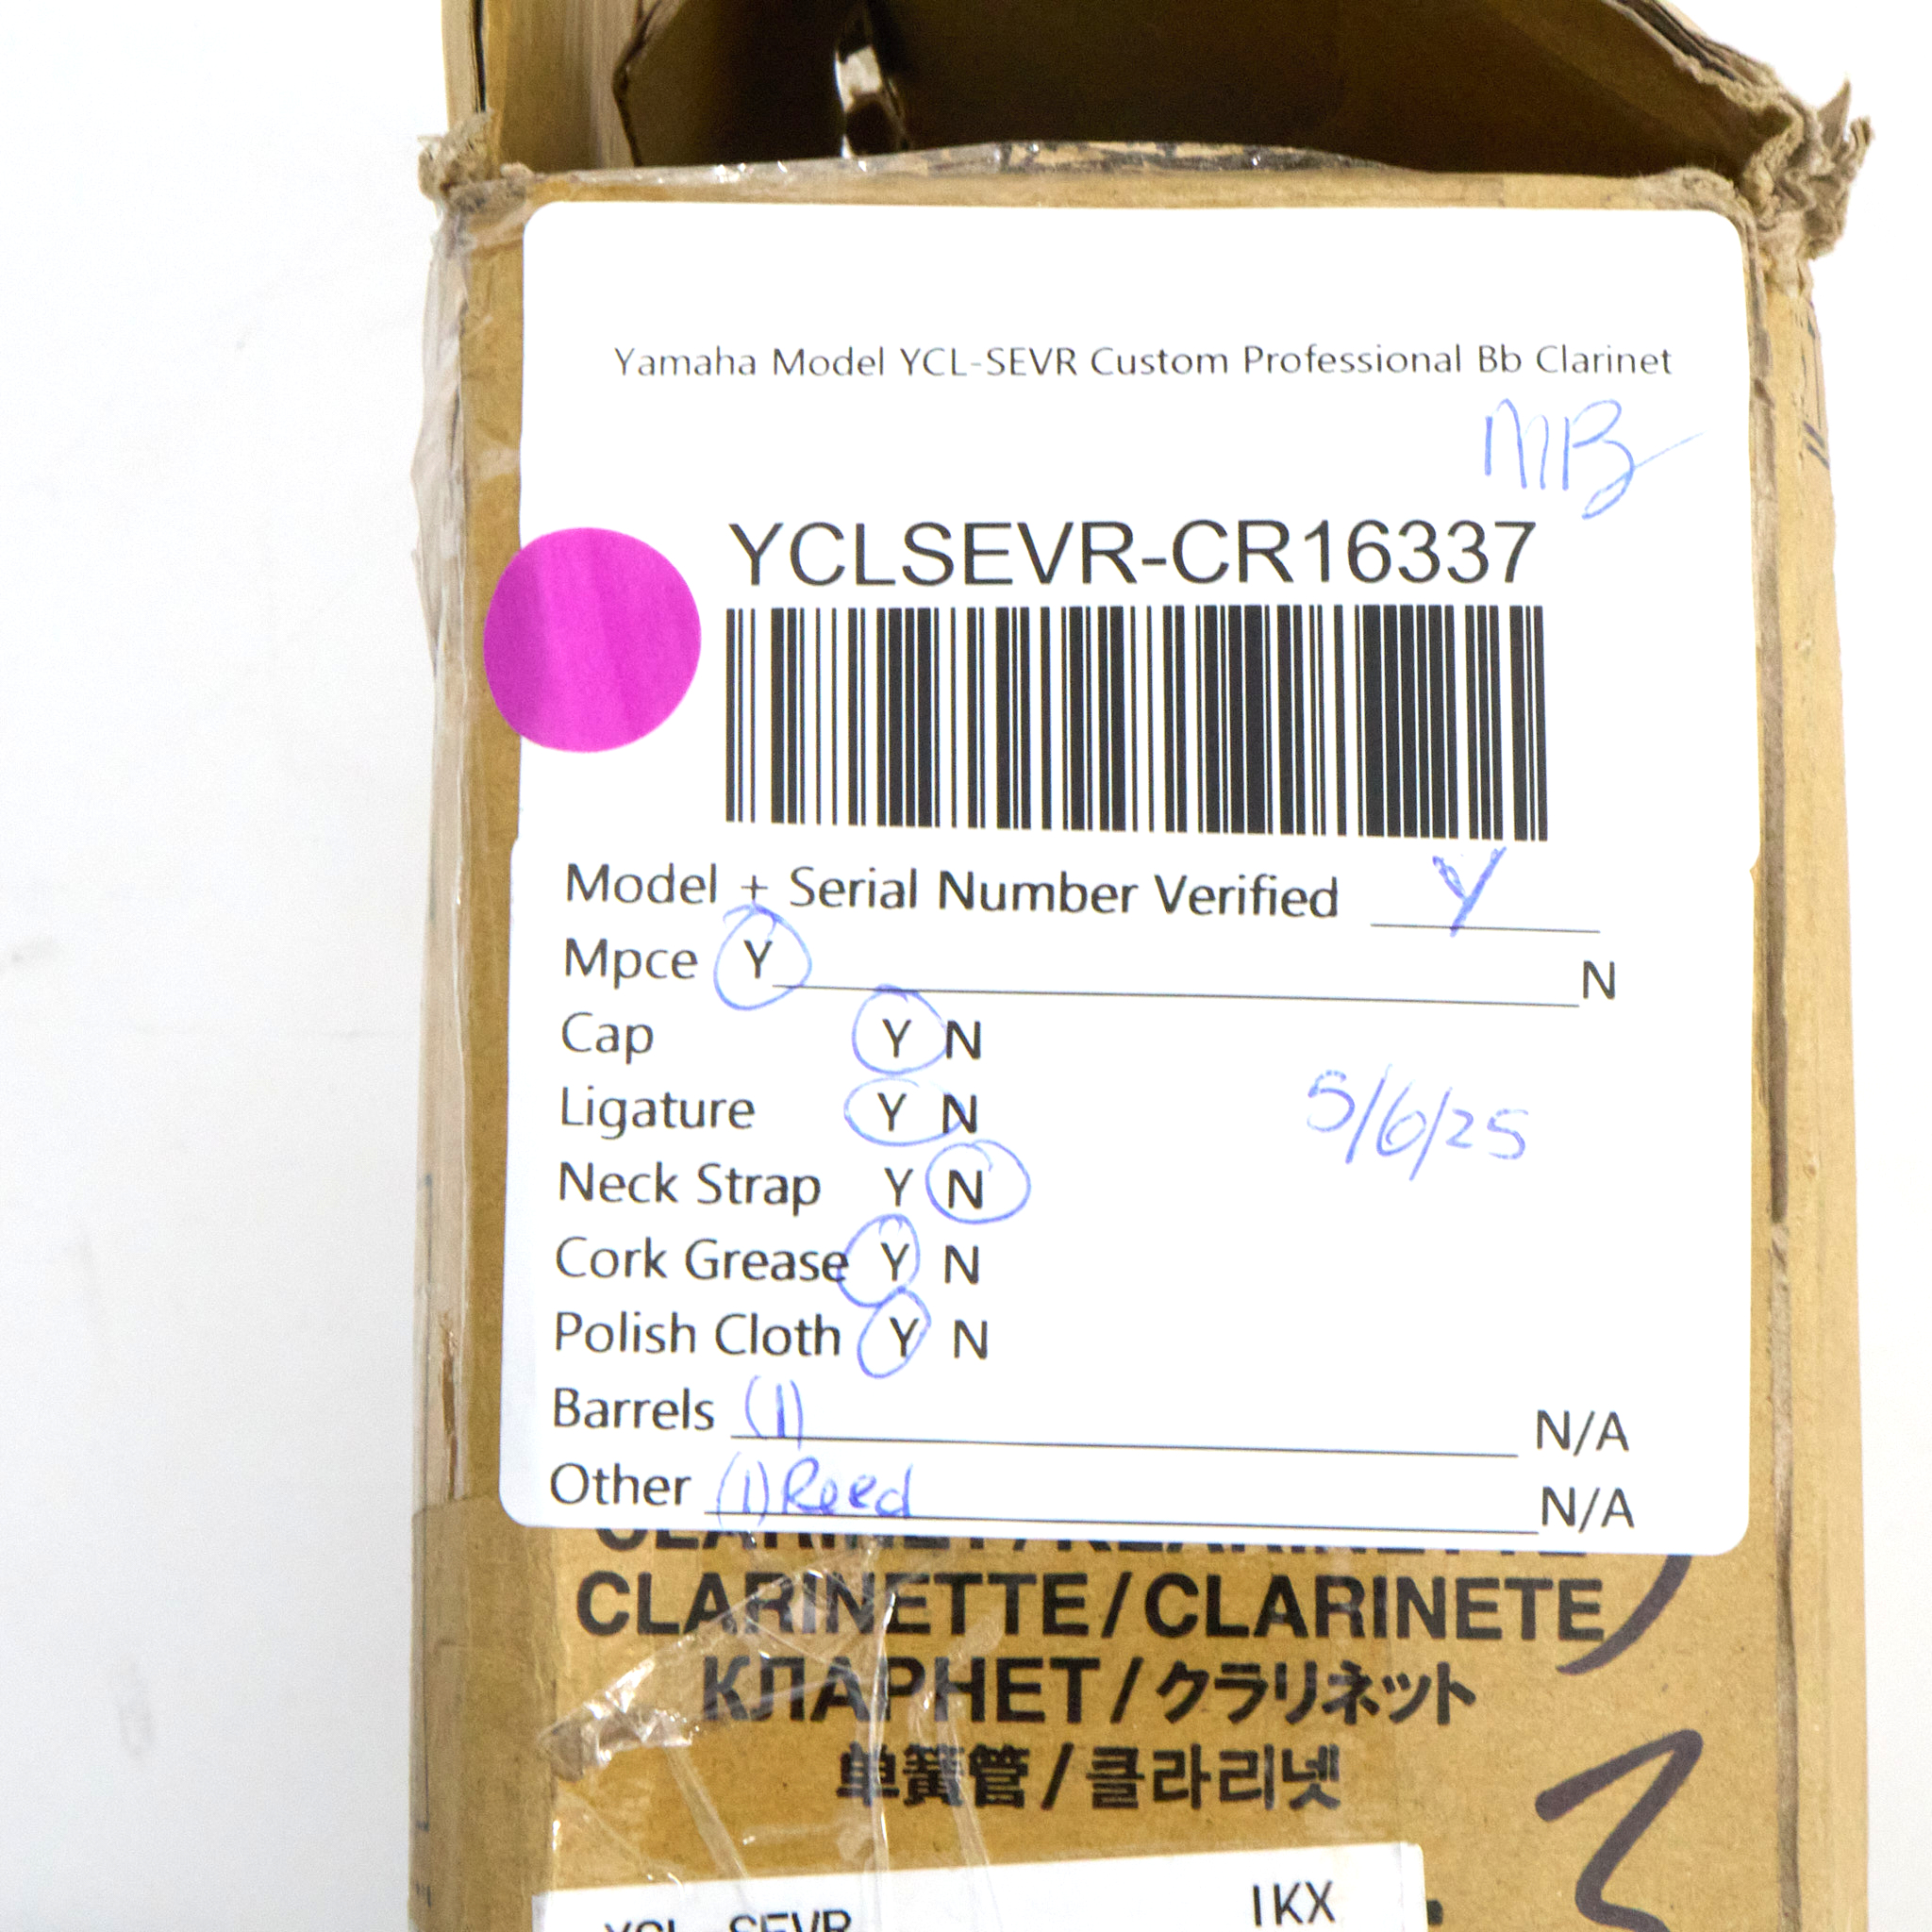 Yamaha Model YCL-SEVR Custom Professional Bb Clarinet
MB
YCLSEVR-CR16337
Model + Serial Number Verified Y
Mpce Y N
Cap Y N
Ligature Y N
5/6/25
Neck Strap Y N
Cork Grease Y N
Polish Cloth Y N
Barrels (1) N/A
Other (1) Reed N/A
CLARINETTE/CLARINETE
КЛАРНЕТ/クラリネット
单簧管/클라리넷
YCL-SEVR IKX